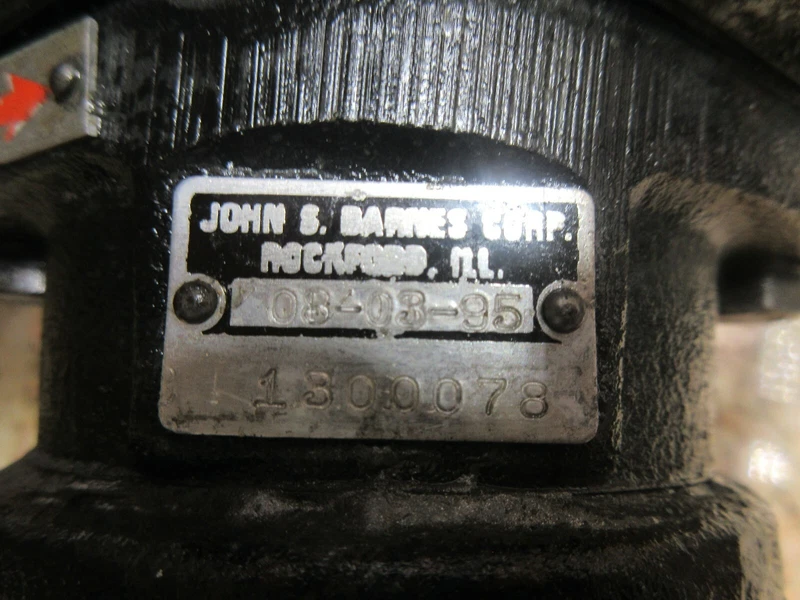 JOHN S. BARNES CORP.
ROCKFORD, ILL.
03-03-95
1300078